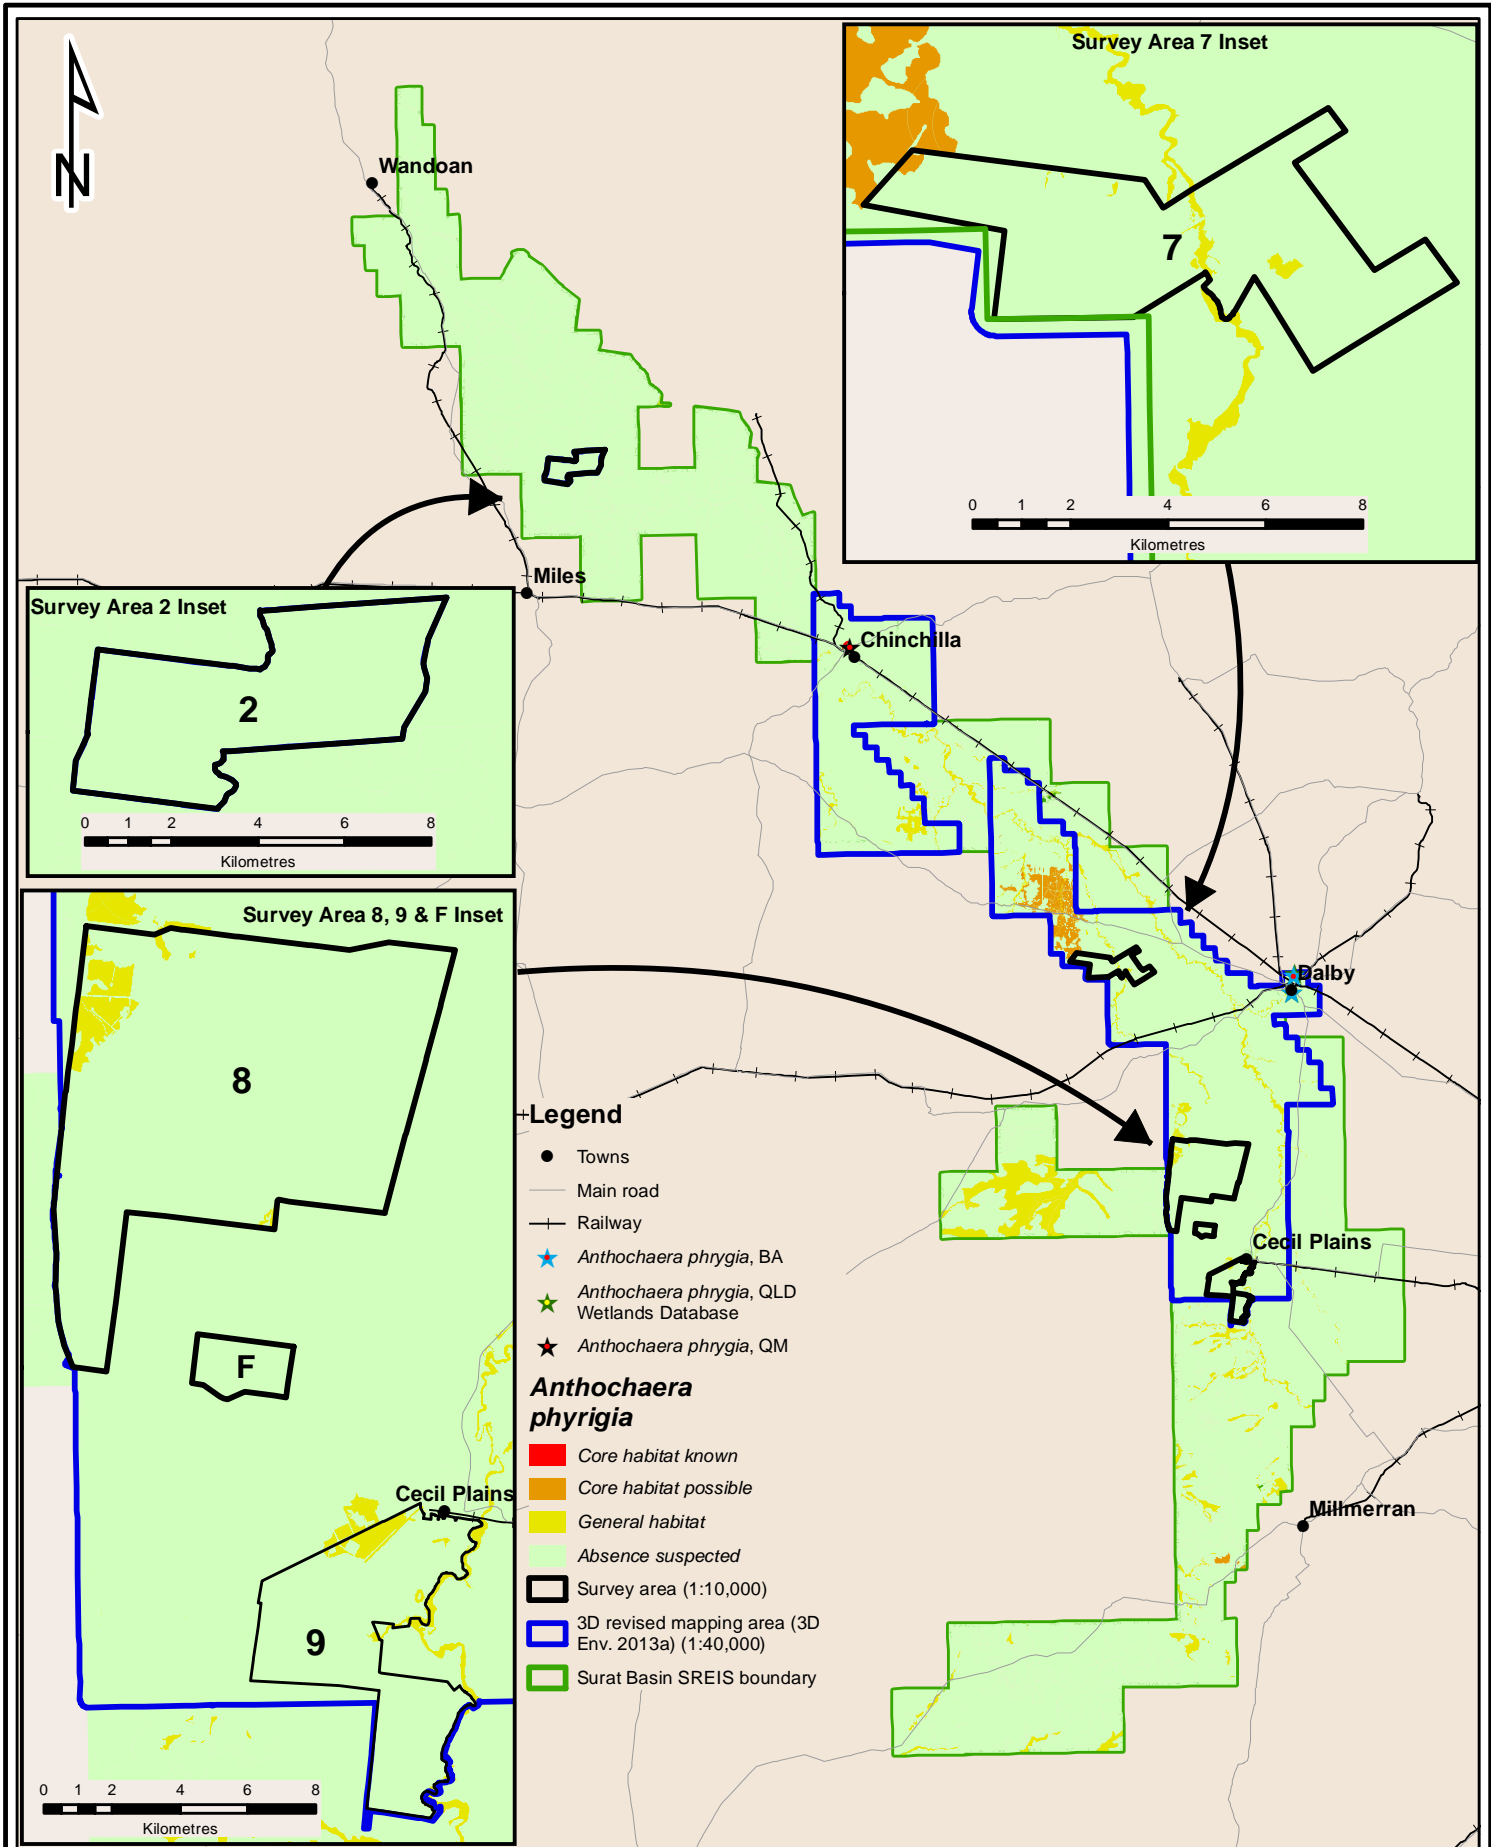 Survey Area 7 Inset
N
Wandoan
7
0 1 2 4 6 8
Kilometres
Miles
Survey Area 2 Inset
2
0 1 2 4 6 8
Kilometres
Chinchilla
Survey Area 8, 9 & F Inset
8
F
Cecil Plains
9
0 1 2 4 6 8
Kilometres
Dalby
Cecil Plains
Millmerran
Legend
Towns
Main road
Railway
Anthochaera phrygia, BA
Anthochaera phrygia, QLD
Wetlands Database
Anthochaera phrygia, QM
Anthochaera
phyrigia
Core habitat known
Core habitat possible
General habitat
Absence suspected
Survey area (1:10,000)
3D revised mapping area (3D
Env. 2013a) (1:40,000)
Surat Basin SREIS boundary